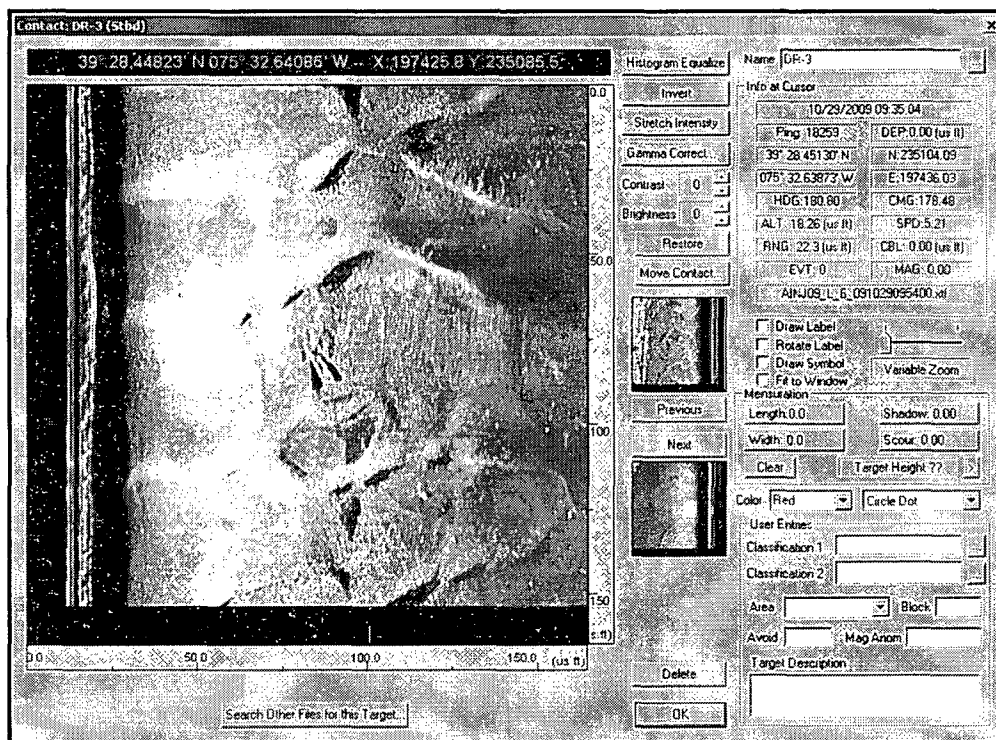 Contact: DR-3 (Stbd)
39° 28.44823' N 075° 32.64086' W -- X:197425.8 Y:235085.5
0.0
50.0
100
150
s ft)
0.0 50.0 100.0 150.0 (us ft)
Search Other Files for this Target...
Histogram Equalize
Invert
Stretch Intensity
Gamma Correct...
Contrast 0
Brightness 0
Restore
Move Contact
Previous
Next
Delete
OK
Name DR-3
Info at Cursor
10/29/2009 09:35:04
Ping: 18259 DEP:0.00 (us ft)
39° 28.45130' N N:235104.09
075° 32.63873' W E:197436.03
HDG:180.80 CMG:178.48
ALT: 18.26 (us ft) SPD:5.21
RNG: 22.3 (us ft) CBL: 0.00 (us ft)
EVT: 0 MAG: 0.00
AINJ09_L_6_091029095400.xtf
Draw Label
Rotate Label
Draw Symbol
Fit to Window
Variable Zoom
Mensuration
Length:0.0 Shadow: 0.00
Width: 0.0 Scour: 0.00
Clear Target Height ?? >
Color Red Circle Dot
User Entries
Classification 1
Classification 2
Area Block
Avoid Mag Anom
Target Description